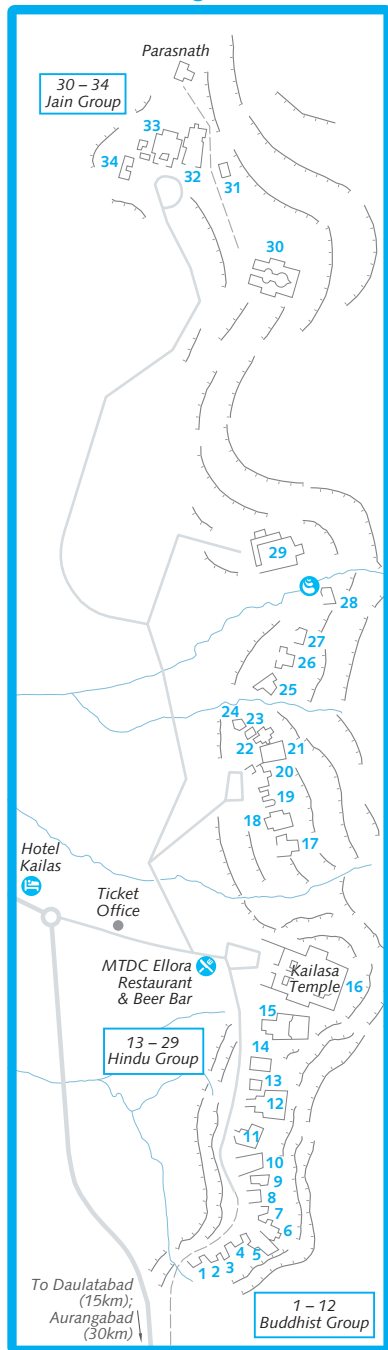 Parasnath
30 – 34
Jain Group
33
34
32
31
30
29
28
27
26
25
24
23
22
21
20
19
18
17
Hotel
Kailas
Ticket
Office
MTDC Ellora
Restaurant
& Beer Bar
Kailasa
Temple
16
15
13 – 29
Hindu Group
14
13
12
11
10
9
8
7
6
5
4
3
2
1
To Daulatabad
(15km);
Aurangabad
(30km)
1 – 12
Buddhist Group